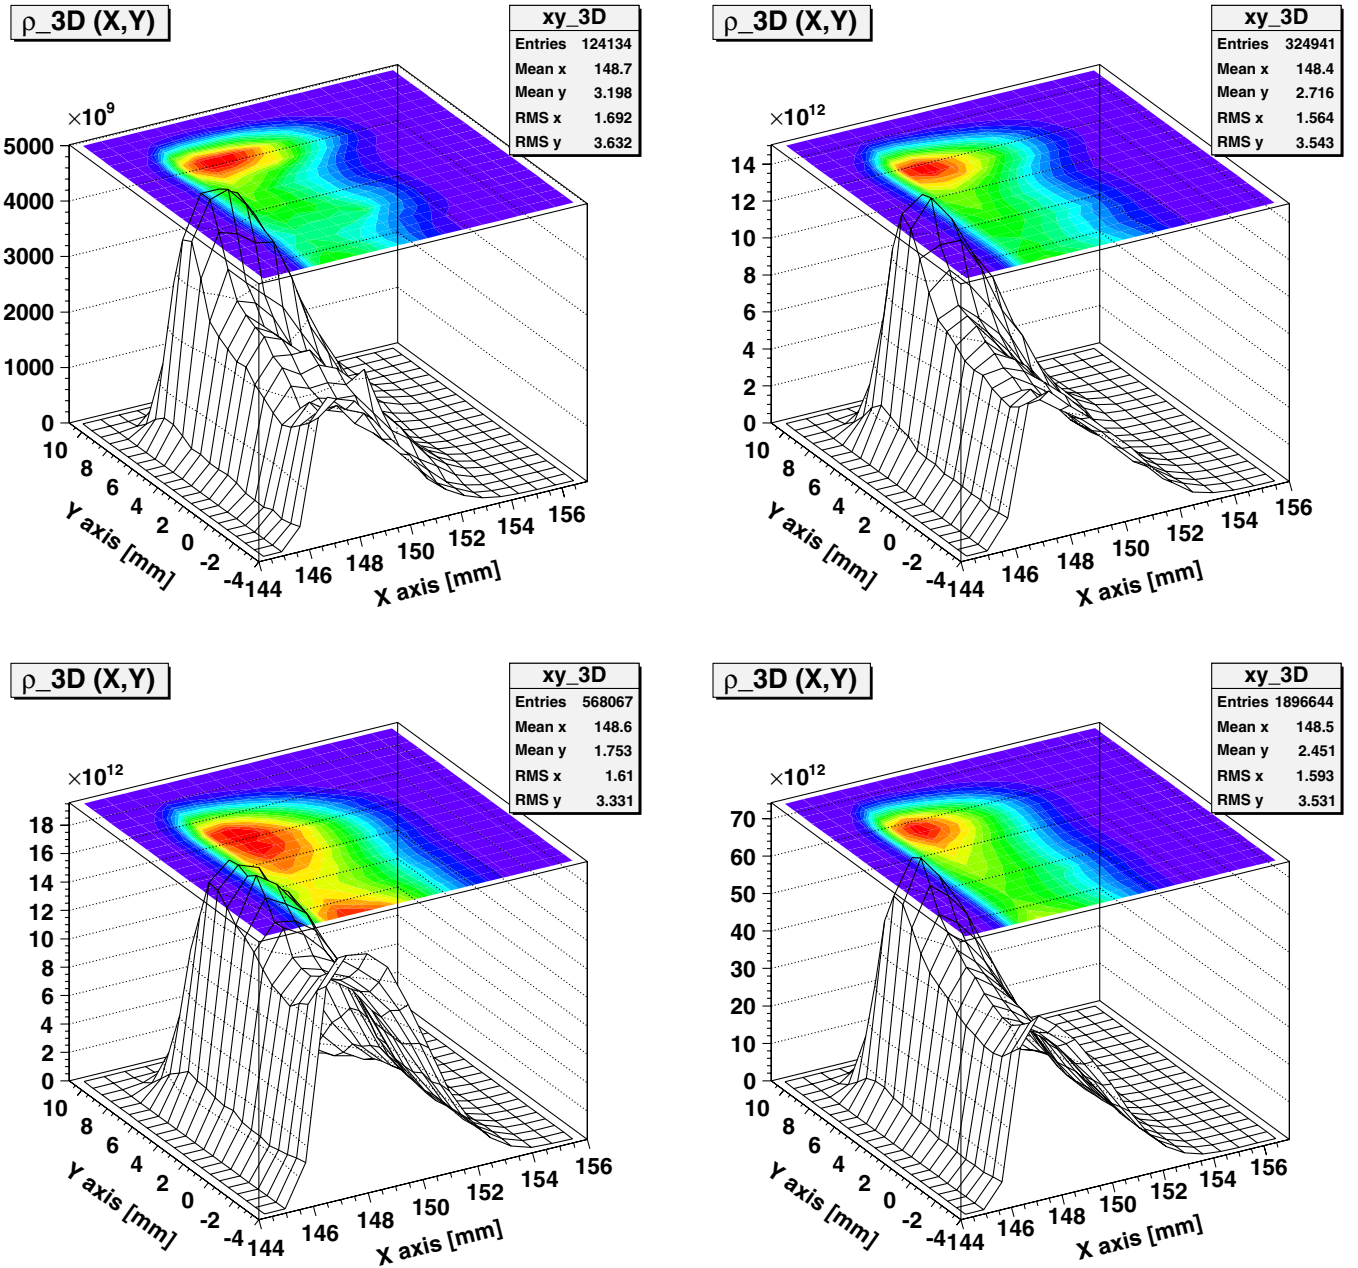 ρ_3D (X,Y)
xy_3D
Entries 124134
Mean x 148.7
Mean y 3.198
RMS x 1.692
RMS y 3.632
×10⁹
5000
4000
3000
2000
1000
0
10
8
6
4
2
0
-2
-4
Y axis [mm]
144
146
148
150
152
154
156
X axis [mm]
ρ_3D (X,Y)
xy_3D
Entries 324941
Mean x 148.4
Mean y 2.716
RMS x 1.564
RMS y 3.543
×10¹²
14
12
10
8
6
4
2
0
10
8
6
4
2
0
-2
-4
Y axis [mm]
144
146
148
150
152
154
156
X axis [mm]
ρ_3D (X,Y)
xy_3D
Entries 568067
Mean x 148.6
Mean y 1.753
RMS x 1.61
RMS y 3.331
×10¹²
18
16
14
12
10
8
6
4
2
0
10
8
6
4
2
0
-2
-4
Y axis [mm]
144
146
148
150
152
154
156
X axis [mm]
ρ_3D (X,Y)
xy_3D
Entries 1896644
Mean x 148.5
Mean y 2.451
RMS x 1.593
RMS y 3.531
×10¹²
70
60
50
40
30
20
10
0
10
8
6
4
2
0
-2
-4
Y axis [mm]
144
146
148
150
152
154
156
X axis [mm]